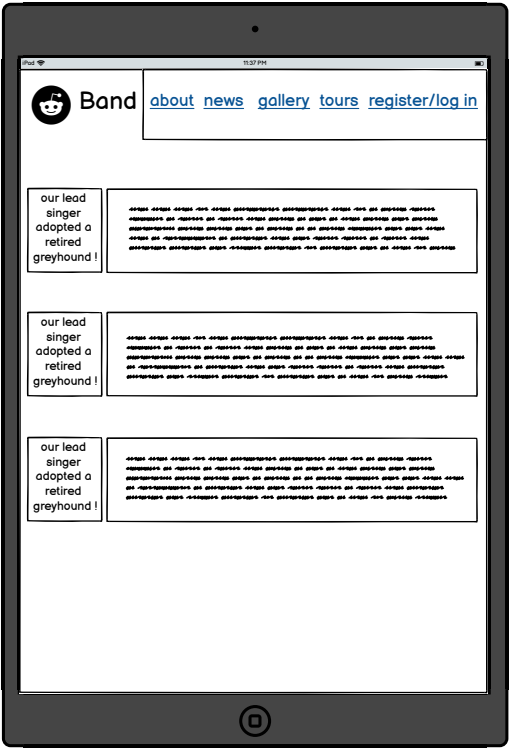 iPad 11:37 PM
Band about news gallery tours register/log in
our lead
singer
adopted a
retired
greyhound !
our lead
singer
adopted a
retired
greyhound !
our lead
singer
adopted a
retired
greyhound !